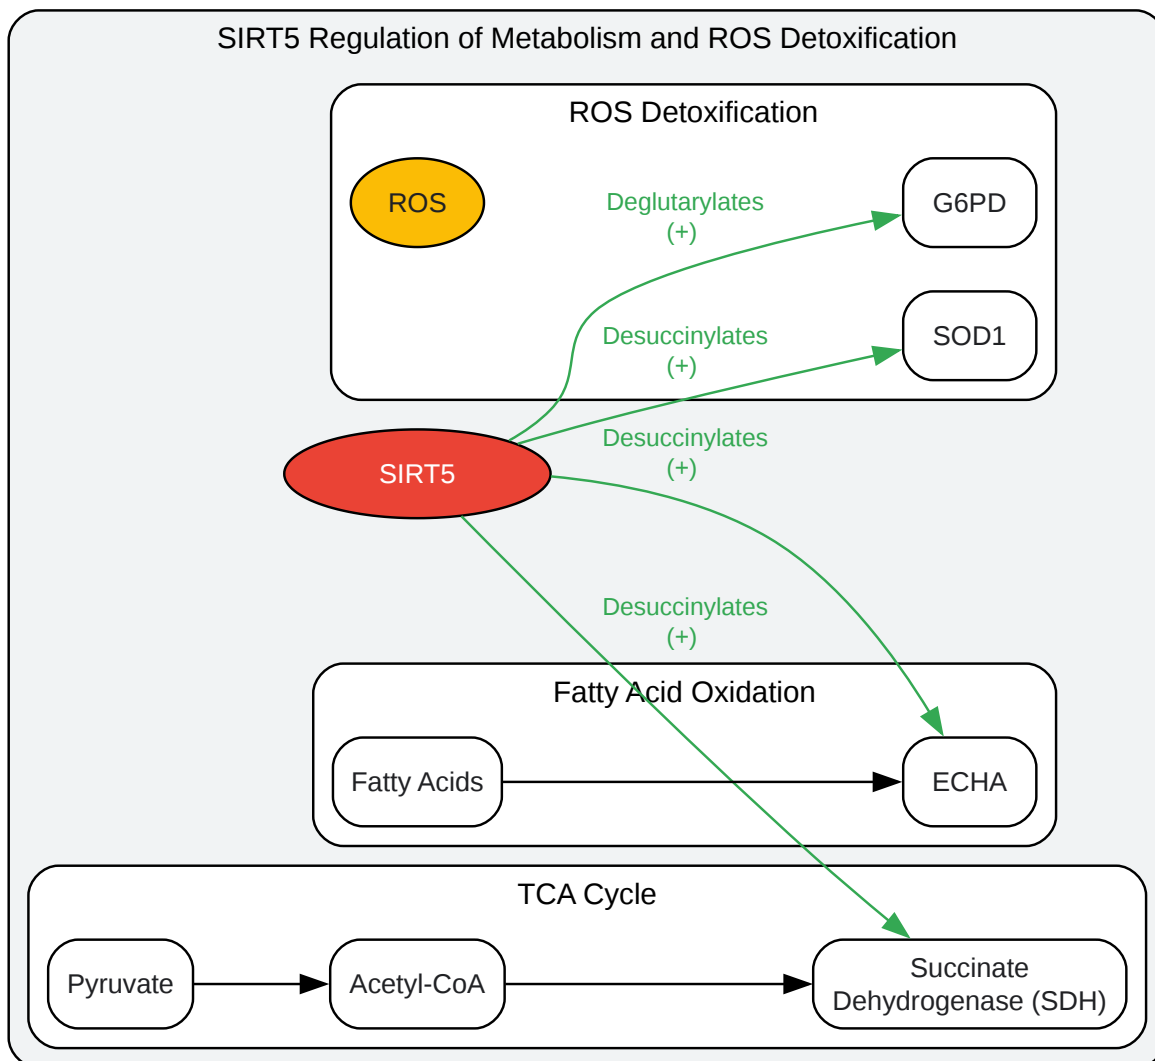 SIRT5 Regulation of Metabolism and ROS Detoxification
ROS Detoxification
ROS
Deglutarylates
(+)
G6PD
Desuccinylates
(+)
SOD1
Desuccinylates
(+)
SIRT5
Desuccinylates
(+)
Fatty Acid Oxidation
Fatty Acids
ECHA
TCA Cycle
Pyruvate
Acetyl-CoA
Succinate
Dehydrogenase (SDH)